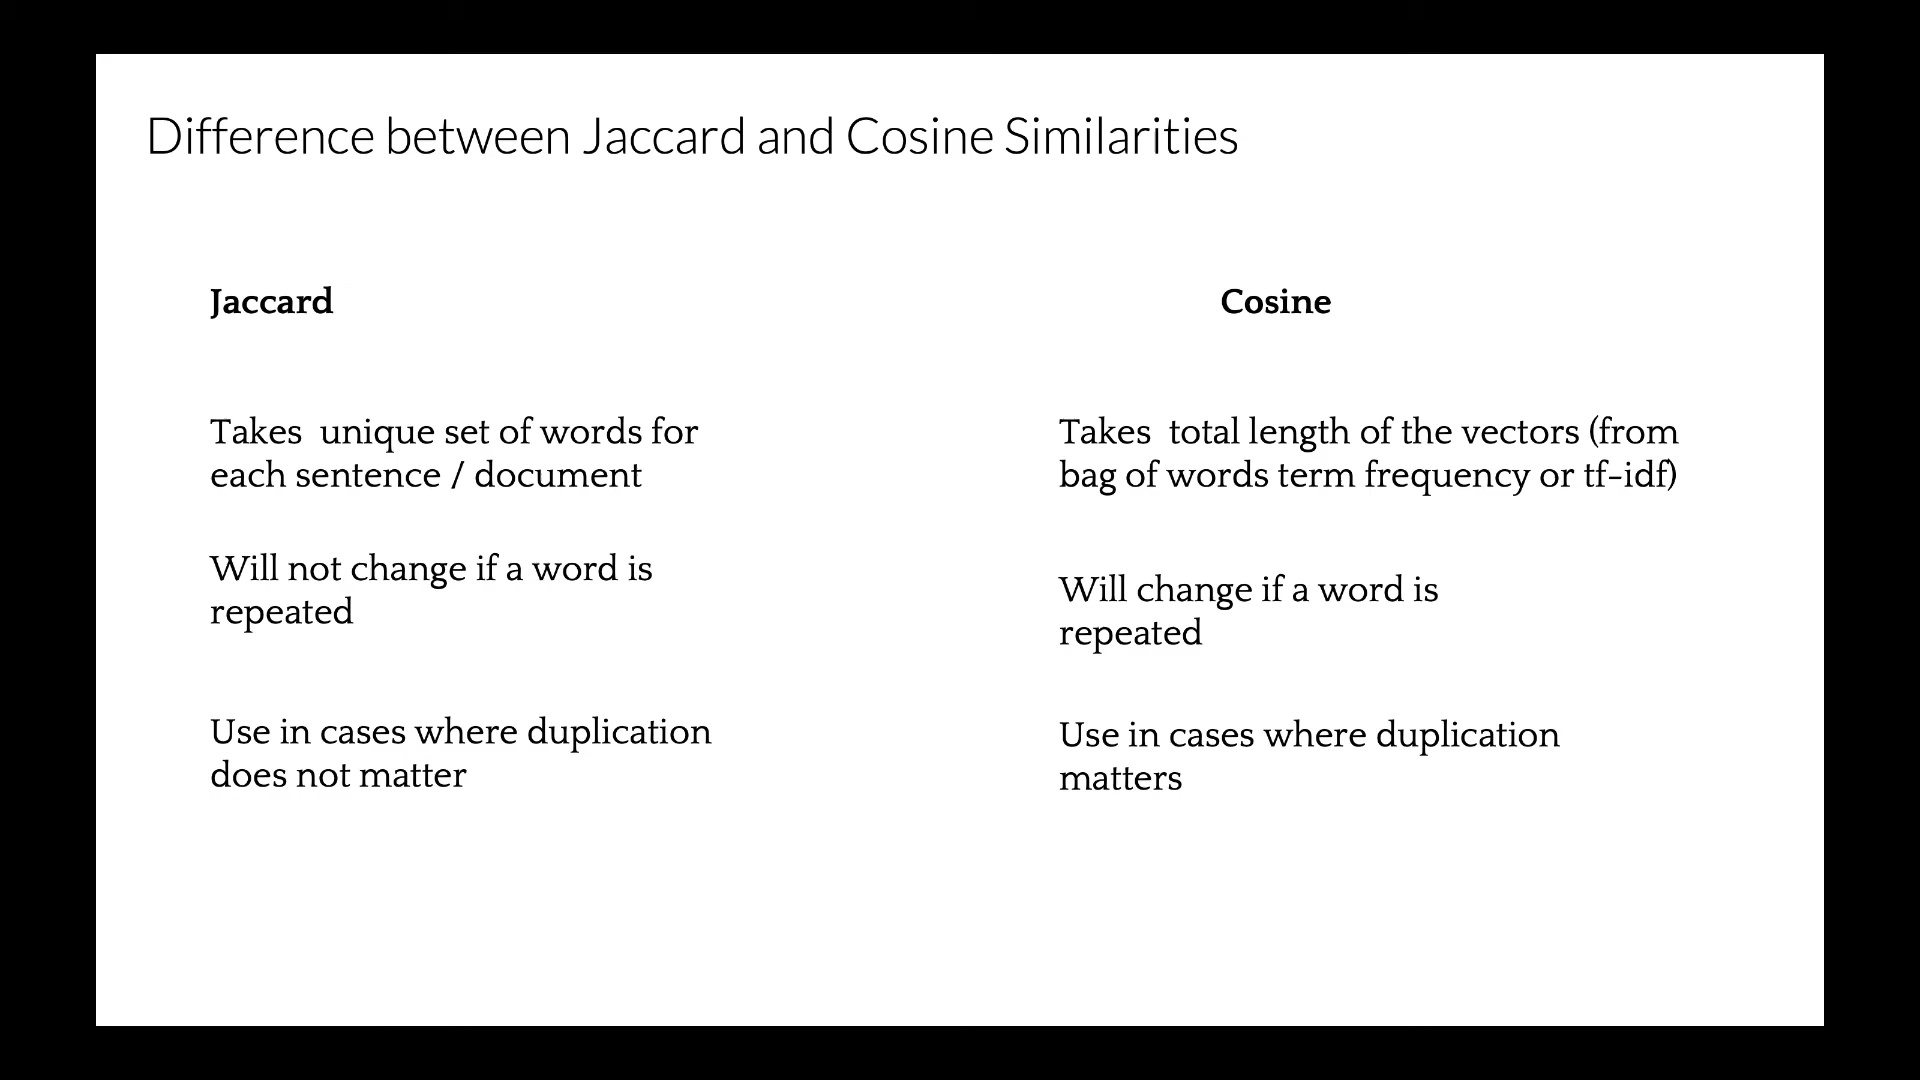 Difference between Jaccard and Cosine Similarities
Jaccard
Takes unique set of words for
each sentence / document
Will not change if a word is
repeated
Use in cases where duplication
does not matter
Cosine
Takes total length of the vectors (from
bag of words term frequency or tf-idf)
Will change if a word is
repeated
Use in cases where duplication
matters